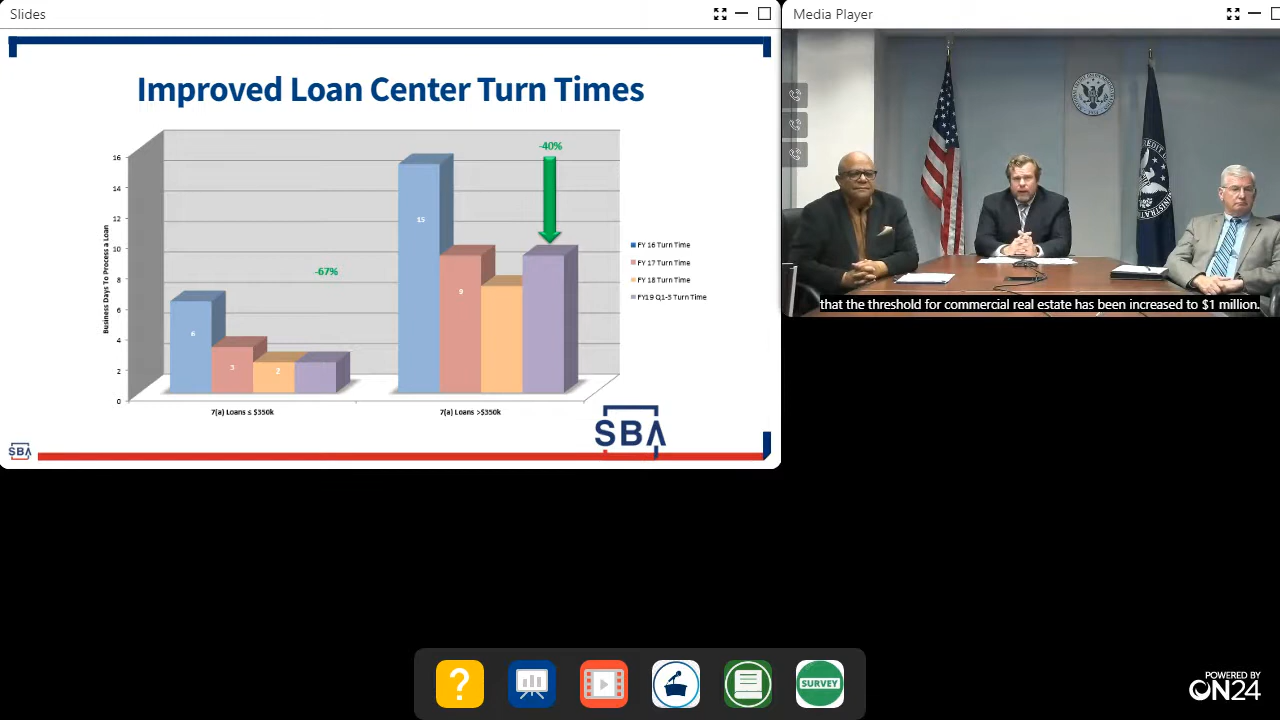 Slides
Media Player
Improved Loan Center Turn Times
Business Days To Process a Loan
16
14
12
10
8
6
4
2
0
6
3
2
-67%
15
9
-40%
7(a) Loans ≤ $350k
7(a) Loans >$350k
FY 16 Turn Time
FY 17 Turn Time
FY 18 Turn Time
FY19 Q1-3 Turn Time
SBA
SBA
that the threshold for commercial real estate has been increased to $1 million.
?
SURVEY
POWERED BY
ON24